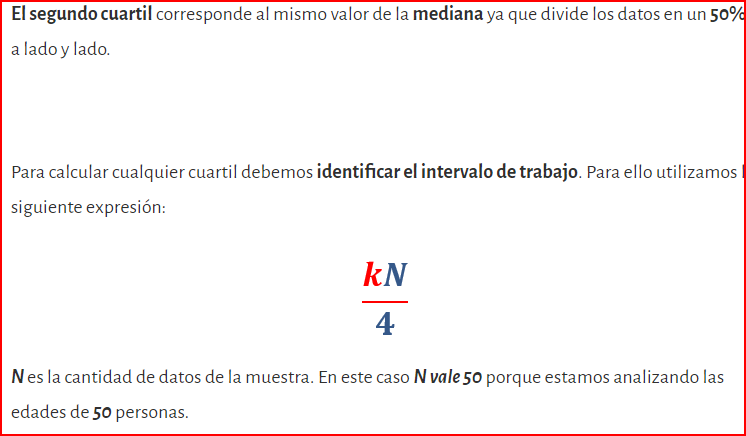 El segundo cuartil corresponde al mismo valor de la mediana ya que divide los datos en un 50%
a lado y lado.
Para calcular cualquier cuartil debemos identificar el intervalo de trabajo. Para ello utilizamos
siguiente expresión:
kN
4
N es la cantidad de datos de la muestra. En este caso N vale 50 porque estamos analizando las
edades de 50 personas.